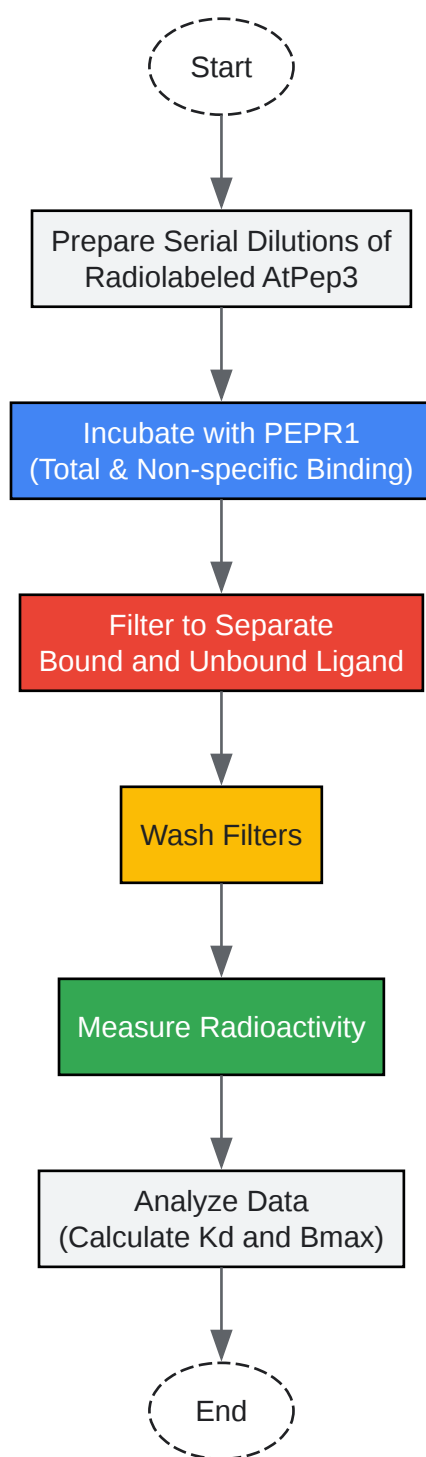 Start
Prepare Serial Dilutions of
Radiolabeled AtPep3
Incubate with PEPR1
(Total & Non-specific Binding)
Filter to Separate
Bound and Unbound Ligand
Wash Filters
Measure Radioactivity
Analyze Data
(Calculate Kd and Bmax)
End